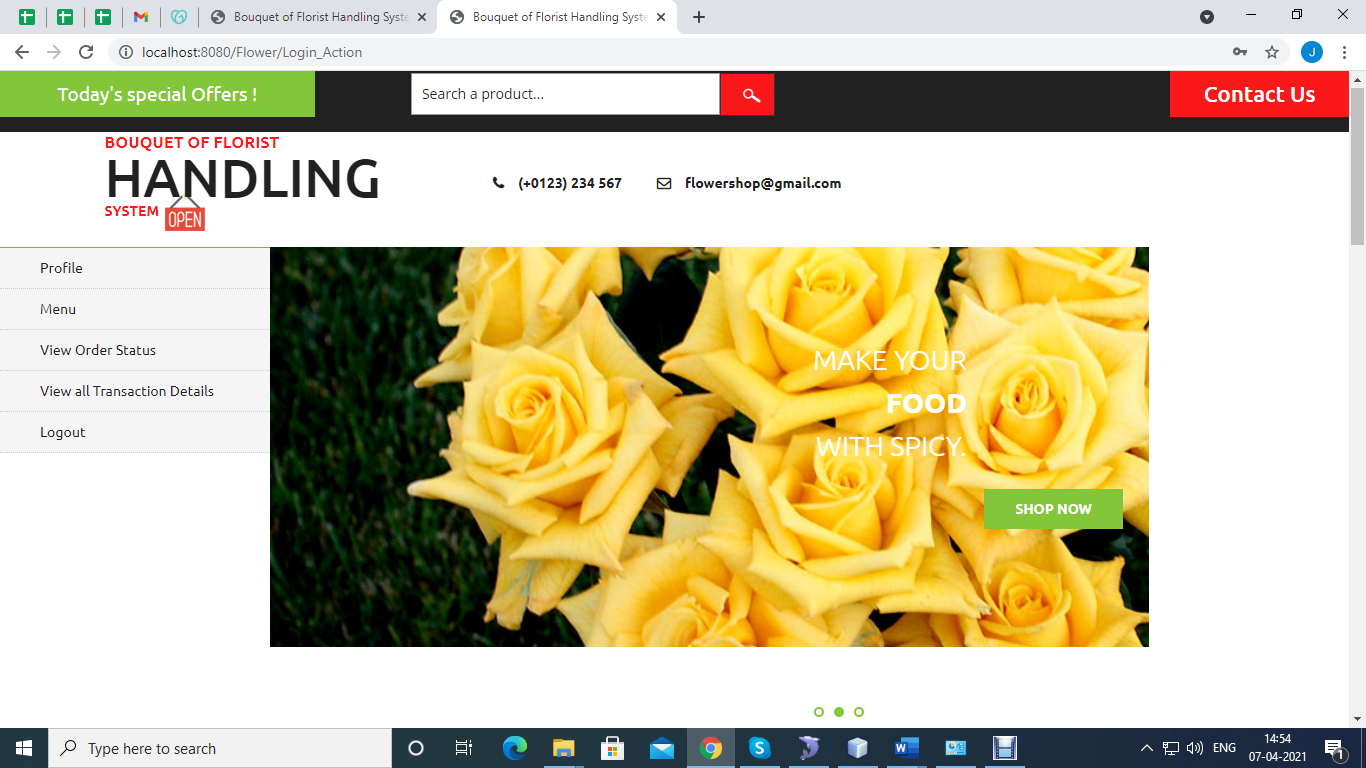 Bouquet of Florist Handling Syste
Bouquet of Florist Handling Syste
localhost:8080/Flower/Login_Action
J
Today's special Offers !
Search a product...
Contact Us
BOUQUET OF FLORIST
HANDLING
SYSTEM
OPEN
(+0123) 234 567
flowershop@gmail.com
Profile
Menu
View Order Status
View all Transaction Details
Logout
MAKE YOUR
FOOD
WITH SPICY.
SHOP NOW
Type here to search
ENG
14:54
07-04-2021
1